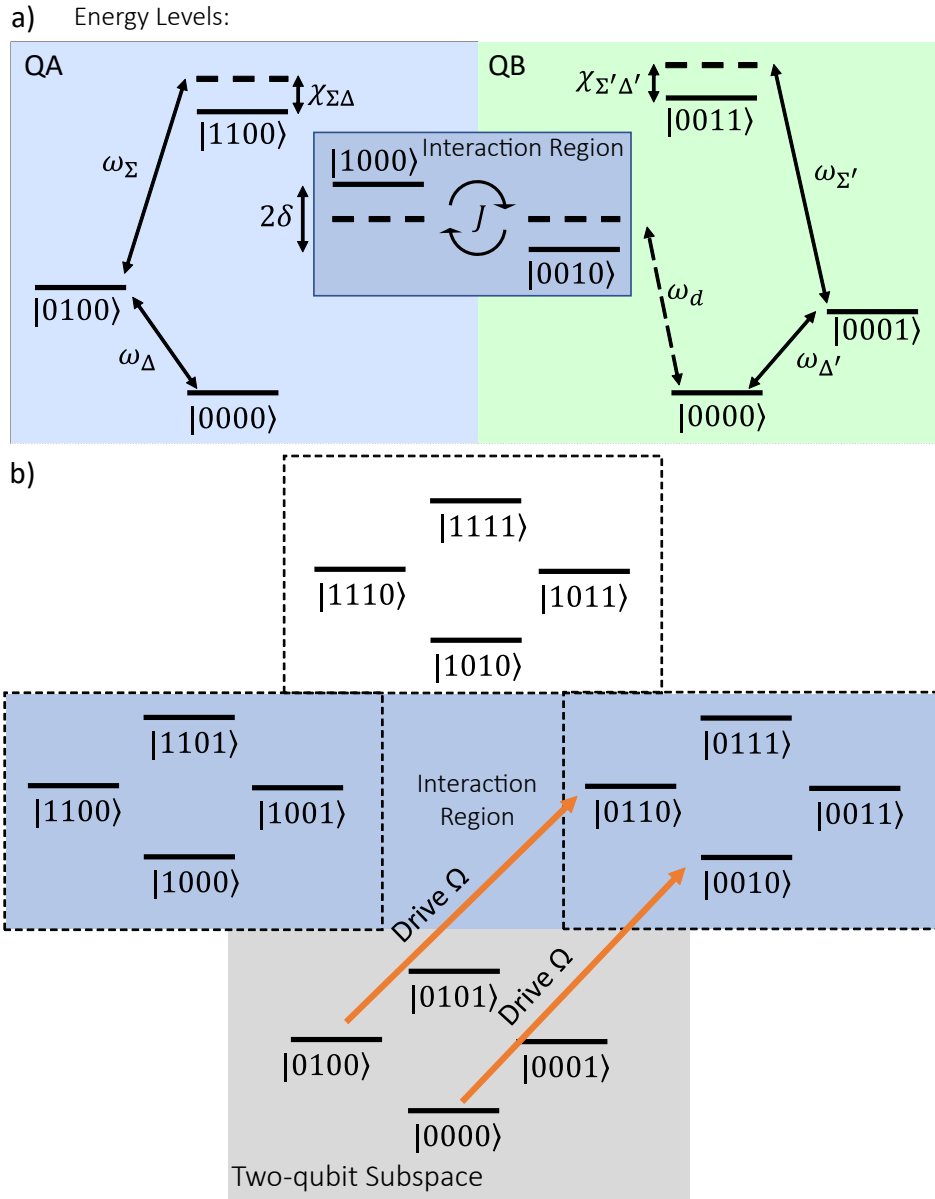 a) Energy Levels:
QA
QB
χ_ΣΔ
χ_Σ′Δ′
|1100⟩
|0011⟩
Interaction Region
|1000⟩
ω_Σ
ω_Σ′
2δ
J
|0010⟩
|0100⟩
ω_d
|0001⟩
ω_Δ
ω_Δ′
|0000⟩
|0000⟩
b)
|1111⟩
|1110⟩
|1011⟩
|1010⟩
|1101⟩
|0111⟩
|1100⟩
|1001⟩
Interaction
Region
|0110⟩
|0011⟩
|1000⟩
|0010⟩
Drive Ω
Drive Ω
|0101⟩
|0100⟩
|0001⟩
|0000⟩
Two-qubit Subspace